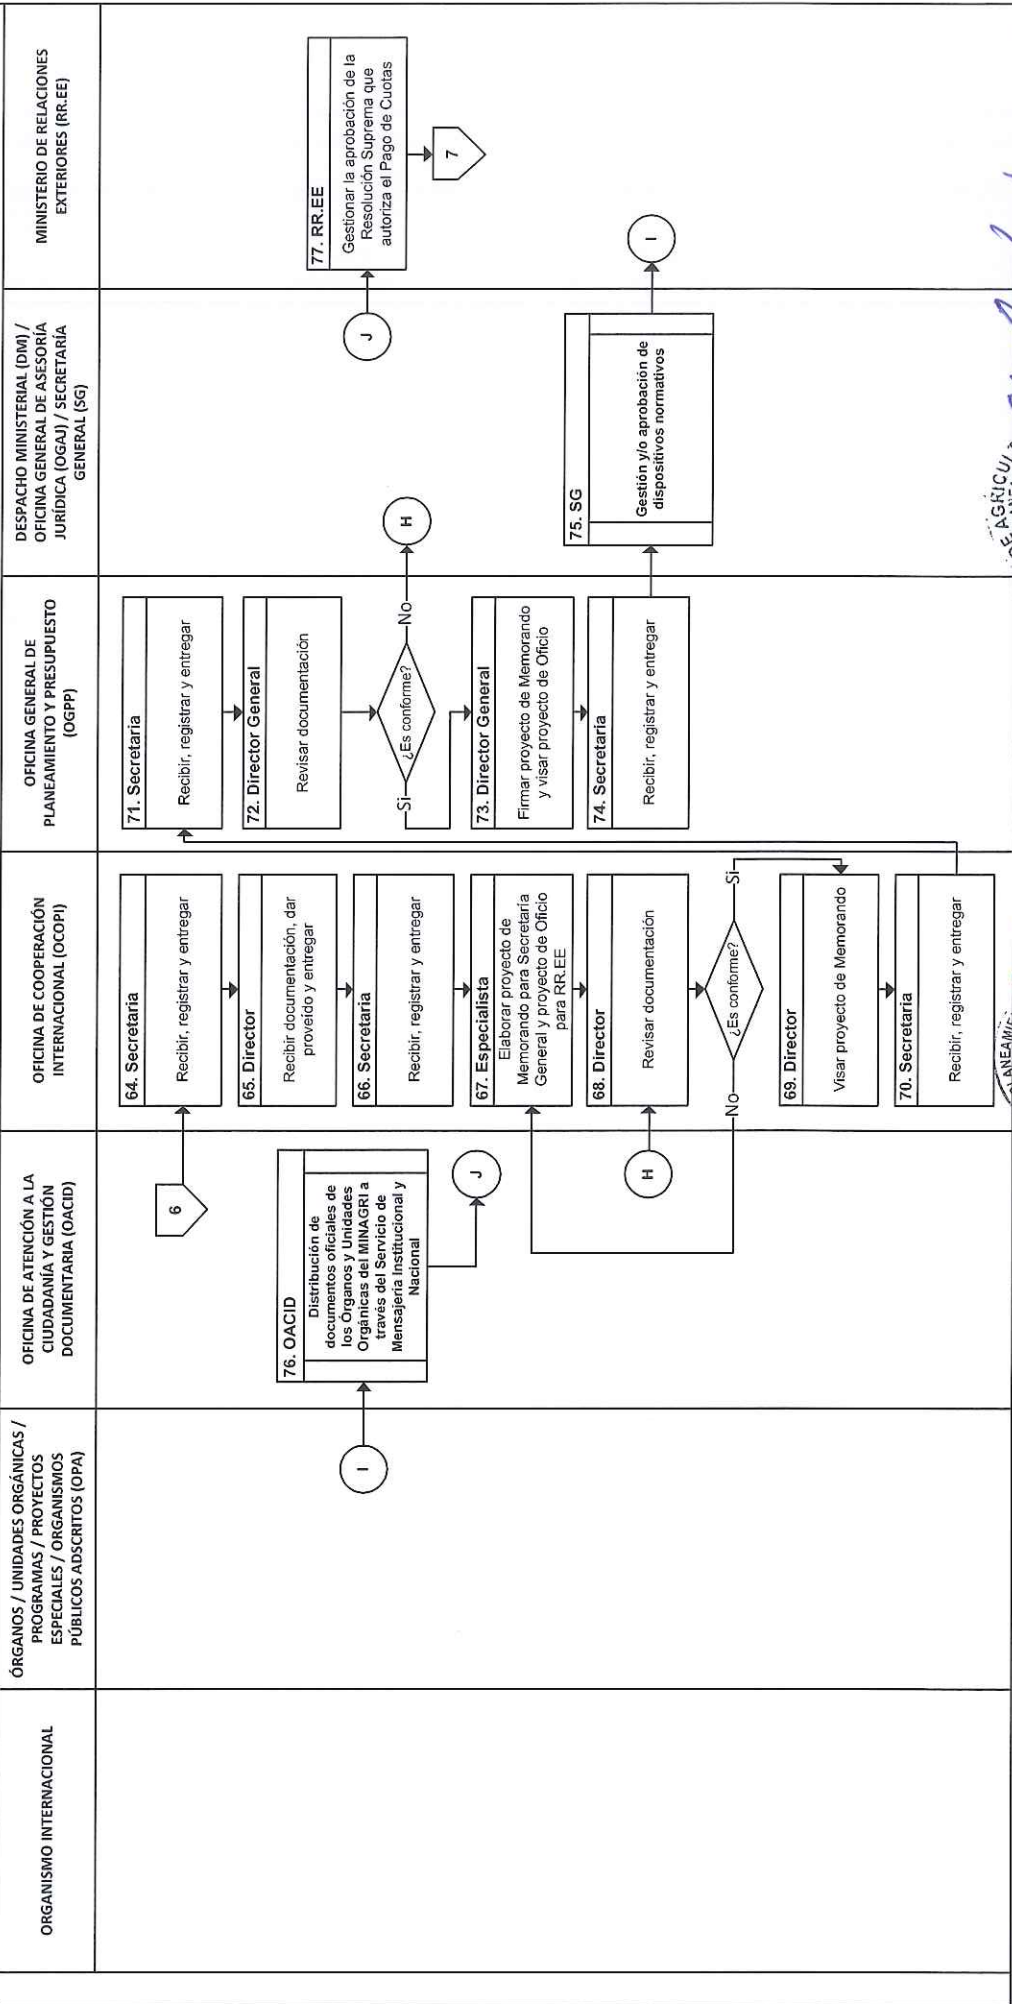 ORGANISMO INTERNACIONAL
ÓRGANOS / UNIDADES ORGÁNICAS /
PROGRAMAS / PROYECTOS
ESPECIALES / ORGANISMOS
PÚBLICOS ADSCRITOS (OPA)
OFICINA DE ATENCIÓN A LA
CIUDADANÍA Y GESTIÓN
DOCUMENTARIA (OACID)
OFICINA DE COOPERACIÓN
INTERNACIONAL (OCOPI)
OFICINA GENERAL DE
PLANEAMIENTO Y PRESUPUESTO
(OGPP)
DESPACHO MINISTERIAL (DM) /
OFICINA GENERAL DE ASESORÍA
JURÍDICA (OGAJ) / SECRETARÍA
GENERAL (SG)
MINISTERIO DE RELACIONES
EXTERIORES (RR.EE)
6
64. Secretaria
Recibir, registrar y entregar
65. Director
Recibir documentación, dar
proveído y entregar
66. Secretaria
Recibir, registrar y entregar
67. Especialista
Elaborar proyecto de
Memorando para Secretaría
General y proyecto de Oficio
para RR.EE
68. Director
Revisar documentación
H
¿Es conforme?
No
Si
69. Director
Visar proyecto de Memorando
70. Secretaria
Recibir, registrar y entregar
71. Secretaria
Recibir, registrar y entregar
72. Director General
Revisar documentación
¿Es conforme?
Si
No
H
73. Director General
Firmar proyecto de Memorando
y visar proyecto de Oficio
74. Secretaria
Recibir, registrar y entregar
75. SG
Gestión y/o aprobación de
dispositivos normativos
I
I
76. OACID
Distribución de
documentos oficiales de
los Órganos y Unidades
Orgánicas del MINAGRI a
través del Servicio de
Mensajería Institucional y
Nacional
J
J
77. RR.EE
Gestionar la aprobación de la
Resolución Suprema que
autoriza el Pago de Cuotas
7